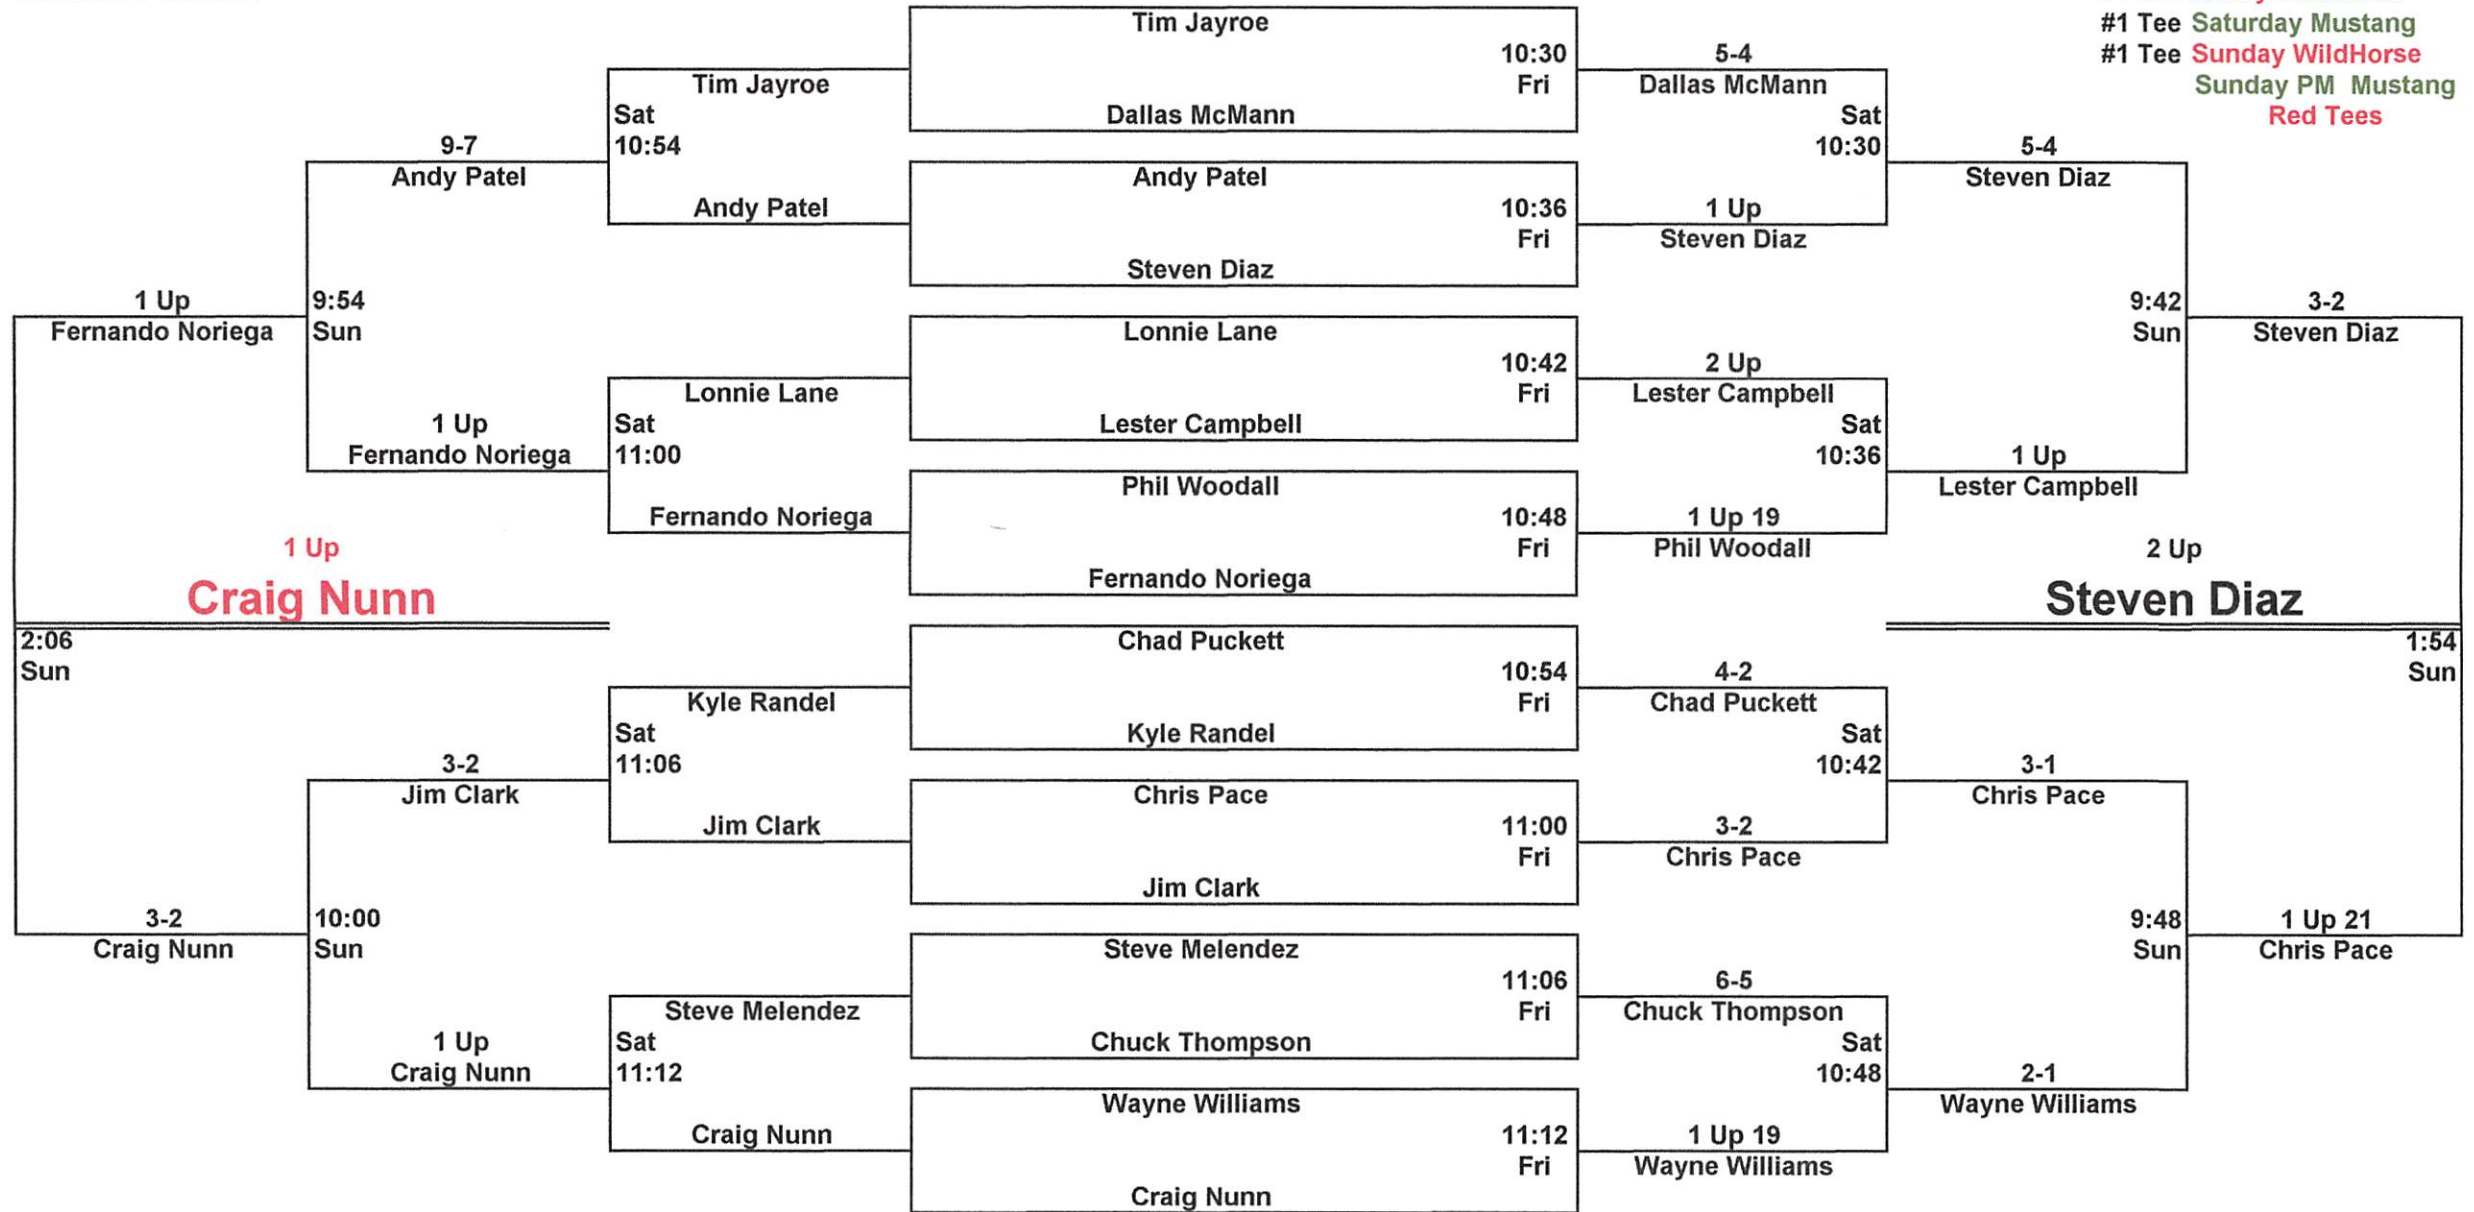 #1 Tee Saturday Mustang
#1 Tee Sunday WildHorse
Sunday PM Mustang
Red Tees
Tim Jayroe
10:30
Fri
Dallas McMann
Andy Patel
10:36
Fri
Steven Diaz
Lonnie Lane
10:42
Fri
Lester Campbell
Phil Woodall
10:48
Fri
Fernando Noriega
Chad Puckett
10:54
Fri
Kyle Randel
Chris Pace
11:00
Fri
Jim Clark
Steve Melendez
11:06
Fri
Chuck Thompson
Wayne Williams
11:12
Fri
Craig Nunn
Tim Jayroe
Sat
10:54
Andy Patel
Lonnie Lane
Sat
11:00
Fernando Noriega
Kyle Randel
Sat
11:06
Jim Clark
Steve Melendez
Sat
11:12
Craig Nunn
9-7
Andy Patel
9:54
Sun
1 Up
Fernando Noriega
3-2
Jim Clark
10:00
Sun
1 Up
Craig Nunn
1 Up
Fernando Noriega
1 Up
Craig Nunn
2:06
Sun
3-2
Craig Nunn
5-4
Dallas McMann
Sat
10:30
1 Up
Steven Diaz
2 Up
Lester Campbell
Sat
10:36
1 Up 19
Phil Woodall
4-2
Chad Puckett
Sat
10:42
3-2
Chris Pace
6-5
Chuck Thompson
Sat
10:48
1 Up 19
Wayne Williams
5-4
Steven Diaz
9:42
Sun
1 Up
Lester Campbell
3-1
Chris Pace
9:48
Sun
2-1
Wayne Williams
3-2
Steven Diaz
2 Up
Steven Diaz
1:54
Sun
1 Up 21
Chris Pace